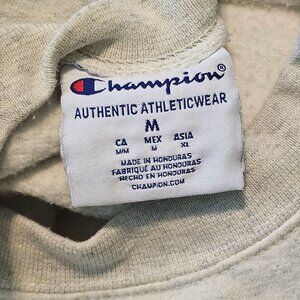 Champion®
AUTHENTIC ATHLETICWEAR
M
CA MEX ASIA
M/M M XL
MADE IN HONDURAS
FABRIQUÉ AU HONDURAS
HECHO EN HONDURAS
CHAMPION.COM